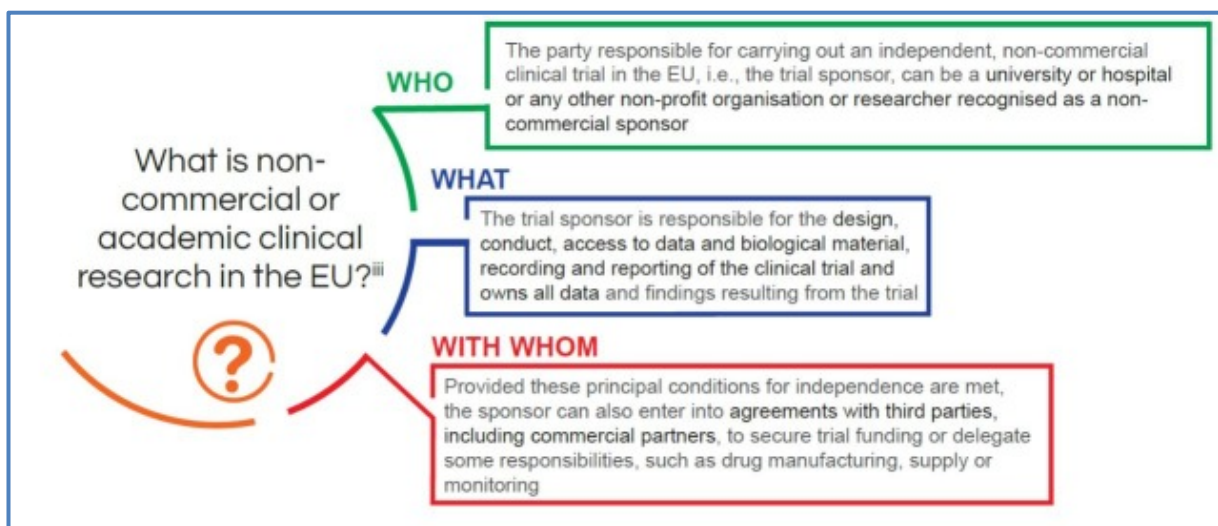 What is non-
commercial or
academic clinical
research in the EU?iii
?
WHO
The party responsible for carrying out an independent, non-commercial
clinical trial in the EU, i.e., the trial sponsor, can be a university or hospital
or any other non-profit organisation or researcher recognised as a non-
commercial sponsor
WHAT
The trial sponsor is responsible for the design,
conduct, access to data and biological material,
recording and reporting of the clinical trial and
owns all data and findings resulting from the trial
WITH WHOM
Provided these principal conditions for independence are met,
the sponsor can also enter into agreements with third parties,
including commercial partners, to secure trial funding or delegate
some responsibilities, such as drug manufacturing, supply or
monitoring